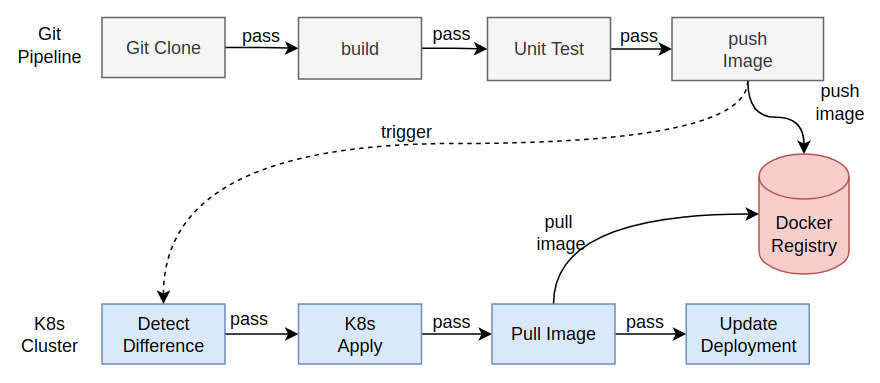 Git
Pipeline
Git Clone
pass
build
pass
Unit Test
pass
push
Image
push
image
trigger
Docker
Registry
pull
image
K8s
Cluster
Detect
Difference
pass
K8s
Apply
pass
Pull Image
pass
Update
Deployment